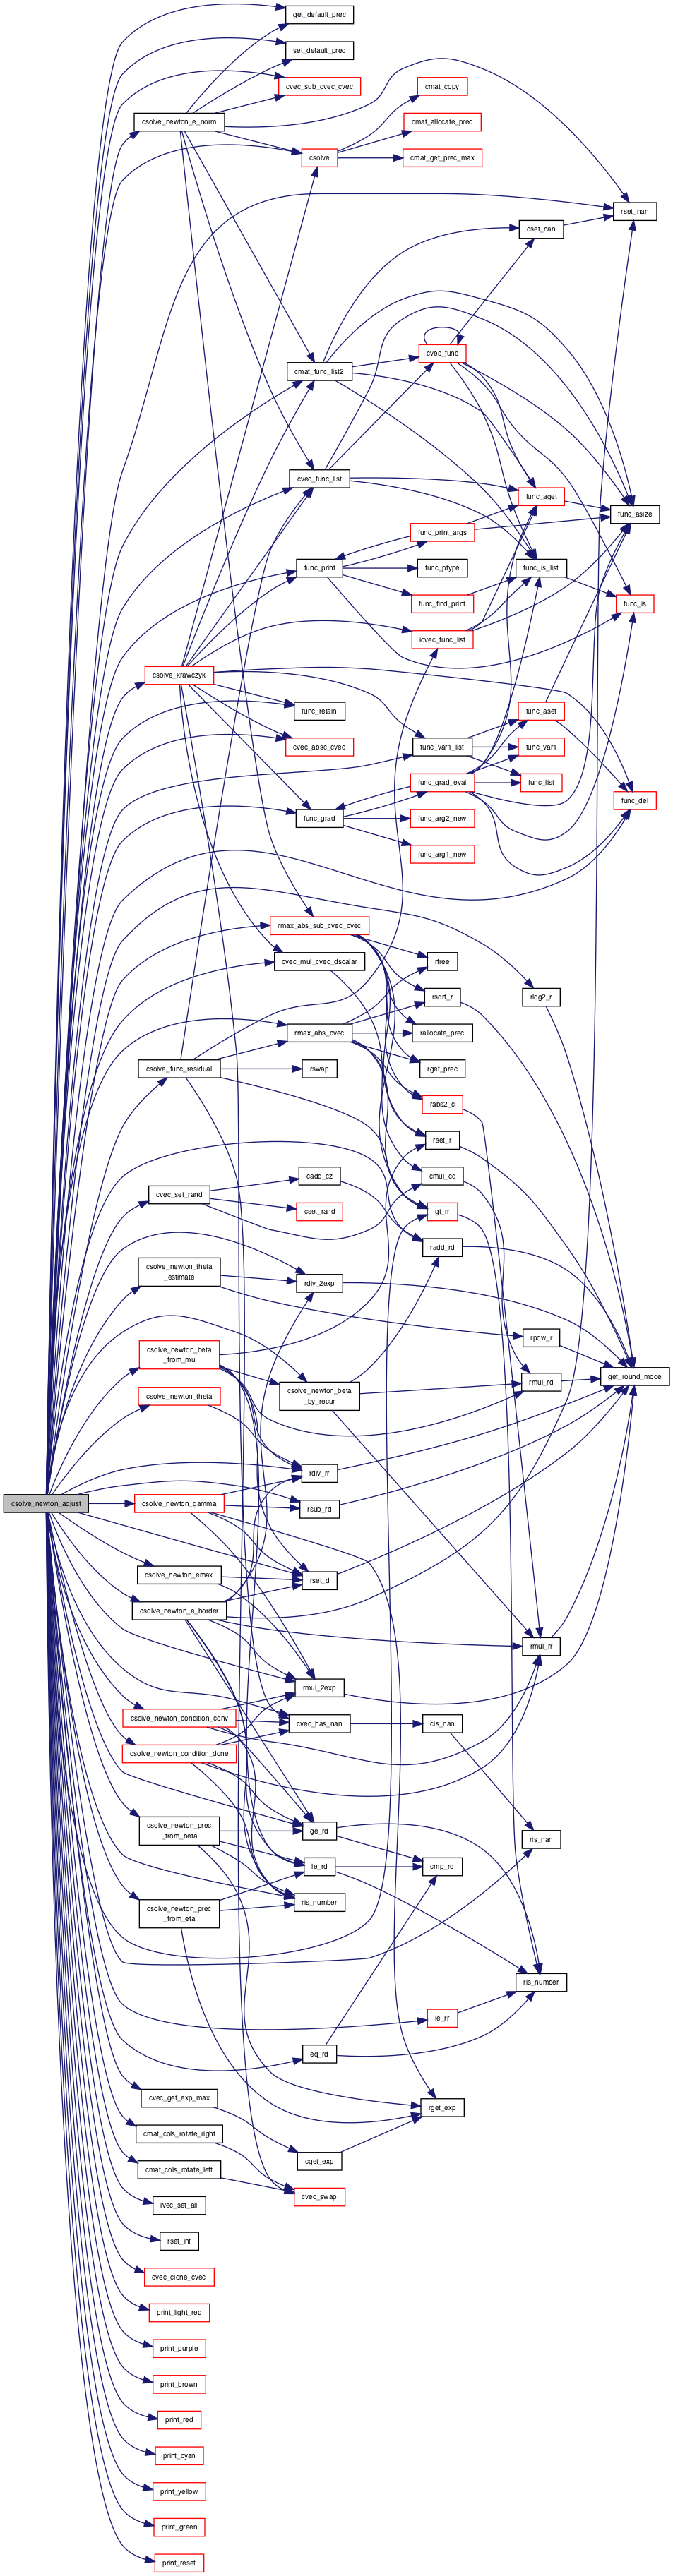 get_default_prec
set_default_prec
cvec_sub_cvec_cvec
cmat_copy
csolve_newton_e_norm
cmat_allocate_prec
csolve
cmat_get_prec_max
rset_nan
cset_nan
cvec_func
cmat_func_list2
cvec_func_list
func_aget
func_asize
func_print_args
func_print
func_ptype
func_is_list
func_find_print
func_is
icvec_func_list
csolve_krawczyk
func_retain
func_aset
cvec_absc_cvec
func_var1_list
func_var1
func_grad_eval
func_list
func_del
func_grad
func_arg2_new
func_arg1_new
rmax_abs_sub_cvec_cvec
cvec_mul_cvec_dscalar
rfree
rsqrt_r
rlog2_r
rmax_abs_cvec
rallocate_prec
csolve_func_residual
rswap
rget_prec
rabs2_c
rset_r
cadd_cz
cmul_cd
cvec_set_rand
cset_rand
gt_rr
radd_rd
csolve_newton_theta
_estimate
rdiv_2exp
rpow_r
csolve_newton_beta
_from_mu
get_round_mode
rmul_rd
csolve_newton_theta
csolve_newton_beta
_by_recur
rdiv_rr
csolve_newton_adjust
csolve_newton_gamma
rsub_rd
csolve_newton_emax
rset_d
csolve_newton_e_border
rmul_rr
rmul_2exp
csolve_newton_condition_conv
cvec_has_nan
cis_nan
csolve_newton_condition_done
csolve_newton_prec
_from_beta
ge_rd
ris_nan
le_rd
cmp_rd
csolve_newton_prec
_from_eta
ris_number
ris_number
le_rr
eq_rd
cvec_get_exp_max
rget_exp
cmat_cols_rotate_right
cget_exp
cmat_cols_rotate_left
cvec_swap
ivec_set_all
rset_inf
cvec_clone_cvec
print_light_red
print_purple
print_brown
print_red
print_cyan
print_yellow
print_green
print_reset